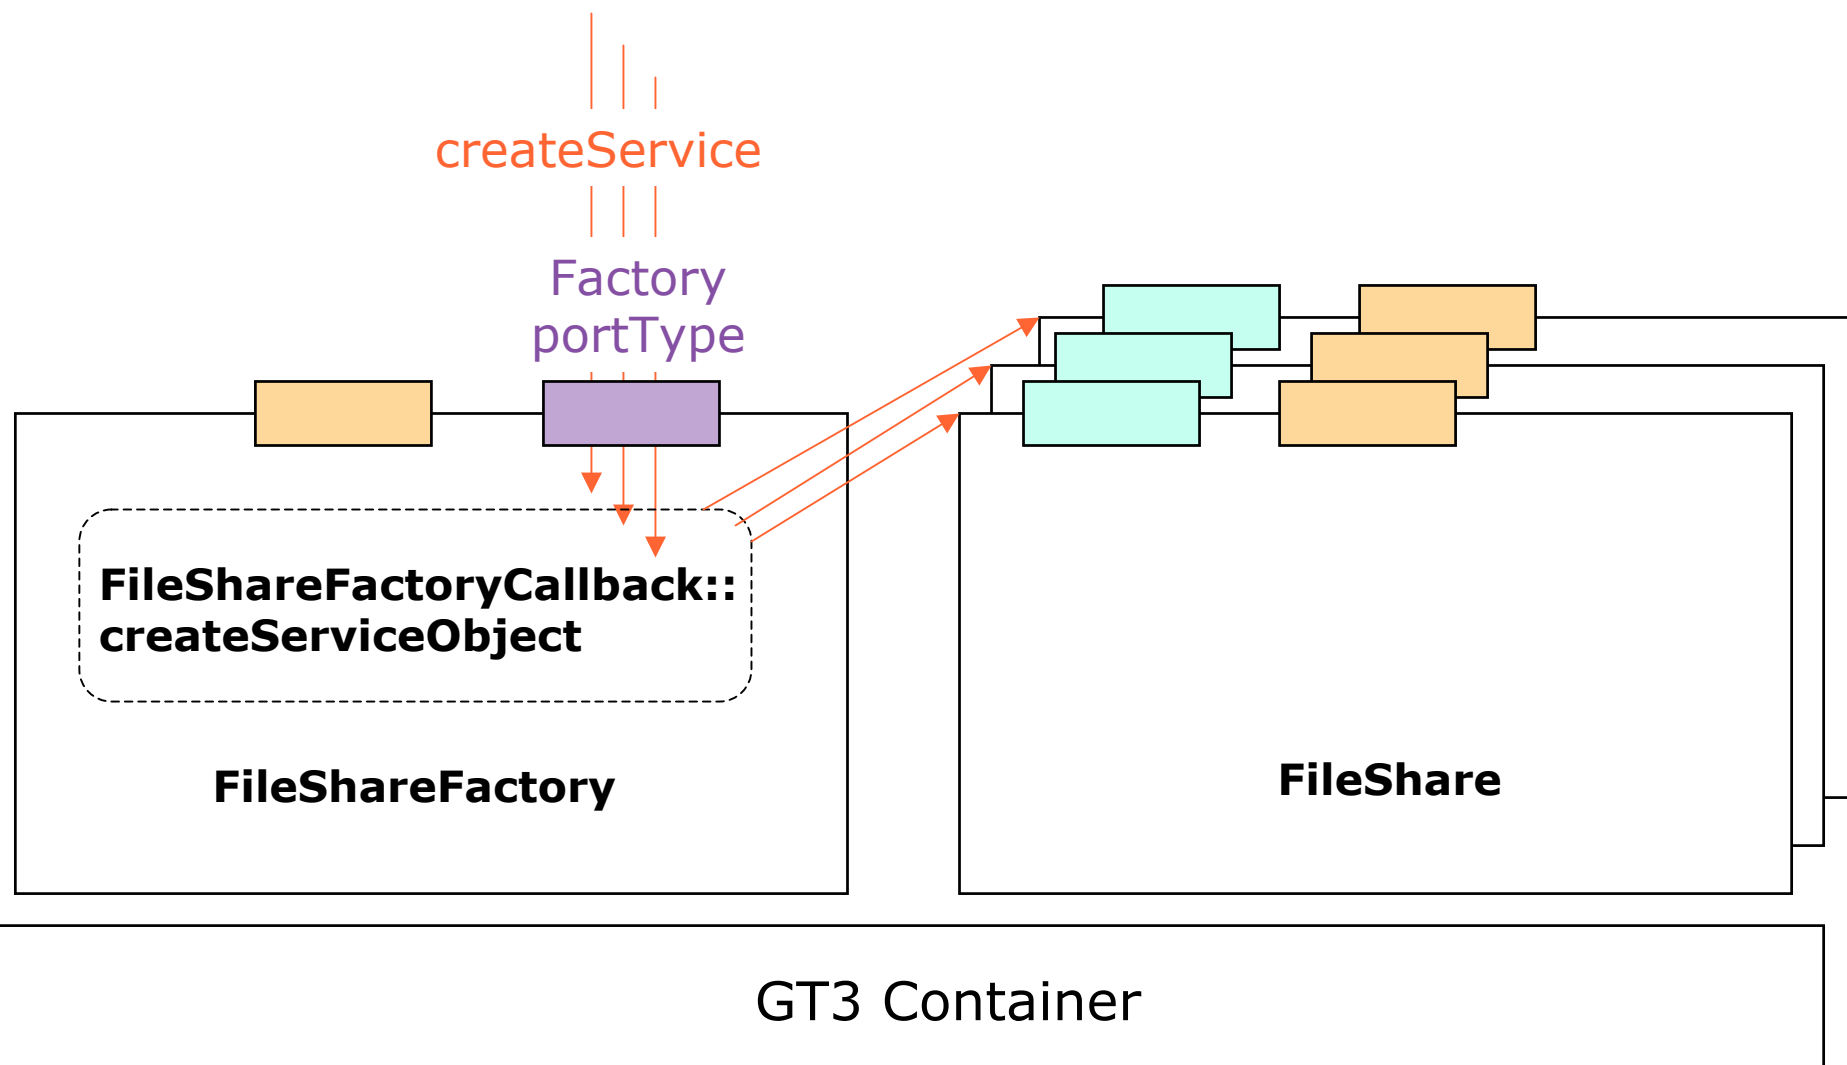 createService
Factory
portType
FileShareFactoryCallback::
createServiceObject
FileShareFactory
FileShare
GT3 Container